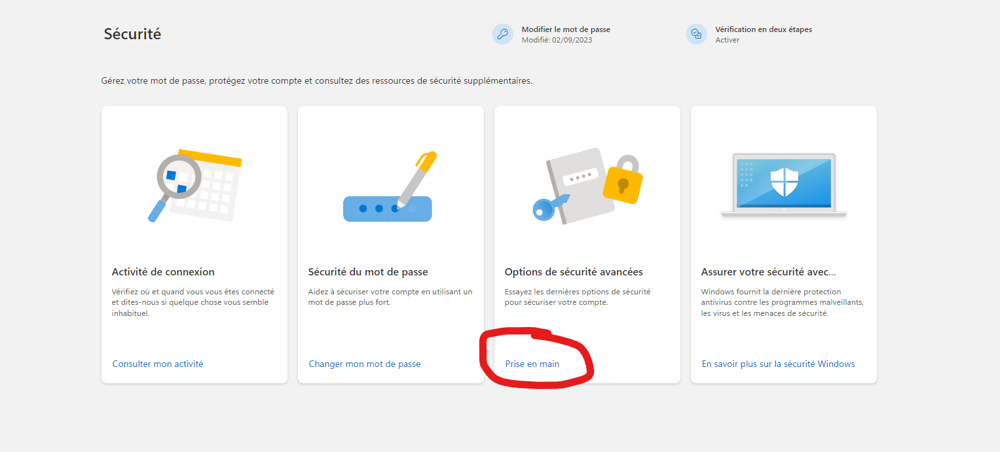 Sécurité
Modifier le mot de passe
Modifié: 02/09/2023
Vérification en deux étapes
Activer
Gérez votre mot de passe, protégez votre compte et consultez des ressources de sécurité supplémentaires.
Activité de connexion
Vérifiez où et quand vous vous êtes connecté
et dites-nous si quelque chose vous semble
inhabituel.
Consulter mon activité
Sécurité du mot de passe
Aidez à sécuriser votre compte en utilisant un
mot de passe plus fort.
Changer mon mot de passe
Options de sécurité avancées
Essayez les dernières options de sécurité
pour sécuriser votre compte.
Prise en main
Assurer votre sécurité avec...
Windows fournit la dernière protection
antivirus contre les programmes malveillants,
les virus et les menaces de sécurité.
En savoir plus sur la sécurité Windows